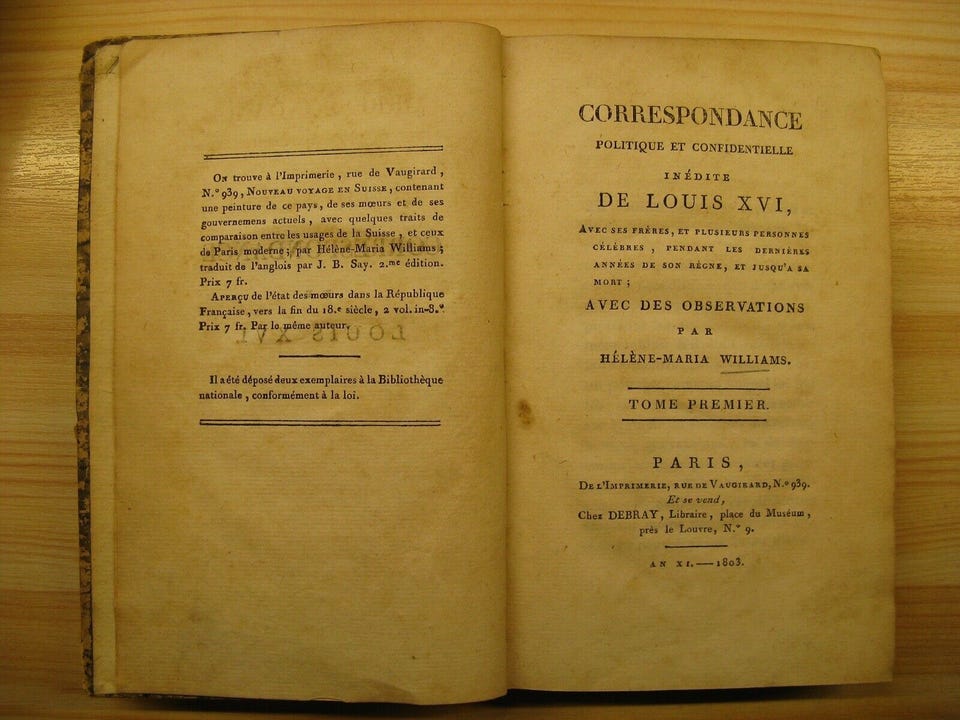 On trouve à l'Imprimerie, rue de Vaugirard,
N.° 939, Nouveau voyage en Suisse, contenant
une peinture de ce pays, de ses mœurs et de ses
gouvernemens actuels, avec quelques traits de
comparaison entre les usages de la Suisse, et ceux
de Paris moderne; par Hélène-Maria Williams;
traduit de l'anglois par J. B. Say. 2.me édition.
Prix 7 fr.
Aperçu de l'état des mœurs dans la République
Française, vers la fin du 18.e siècle, 2 vol. in-8.°
Prix 7 fr. Par le même auteur.
Il a été déposé deux exemplaires à la Bibliothèque
nationale, conformément à la loi.
CORRESPONDANCE
POLITIQUE ET CONFIDENTIELLE
INÉDITE
DE LOUIS XVI,
Avec ses frères, et plusieurs personnes
célèbres, pendant les dernières
années de son règne, et jusqu'a sa
mort;
AVEC DES OBSERVATIONS
PAR
HÉLÈNE-MARIA WILLIAMS.
TOME PREMIER.
PARIS,
De l'Imprimerie, rue de Vaugirard, N.° 939.
Et se vend,
Chez DEBRAY, Libraire, place du Muséum,
près le Louvre, N.° 9.
AN XI.—1803.